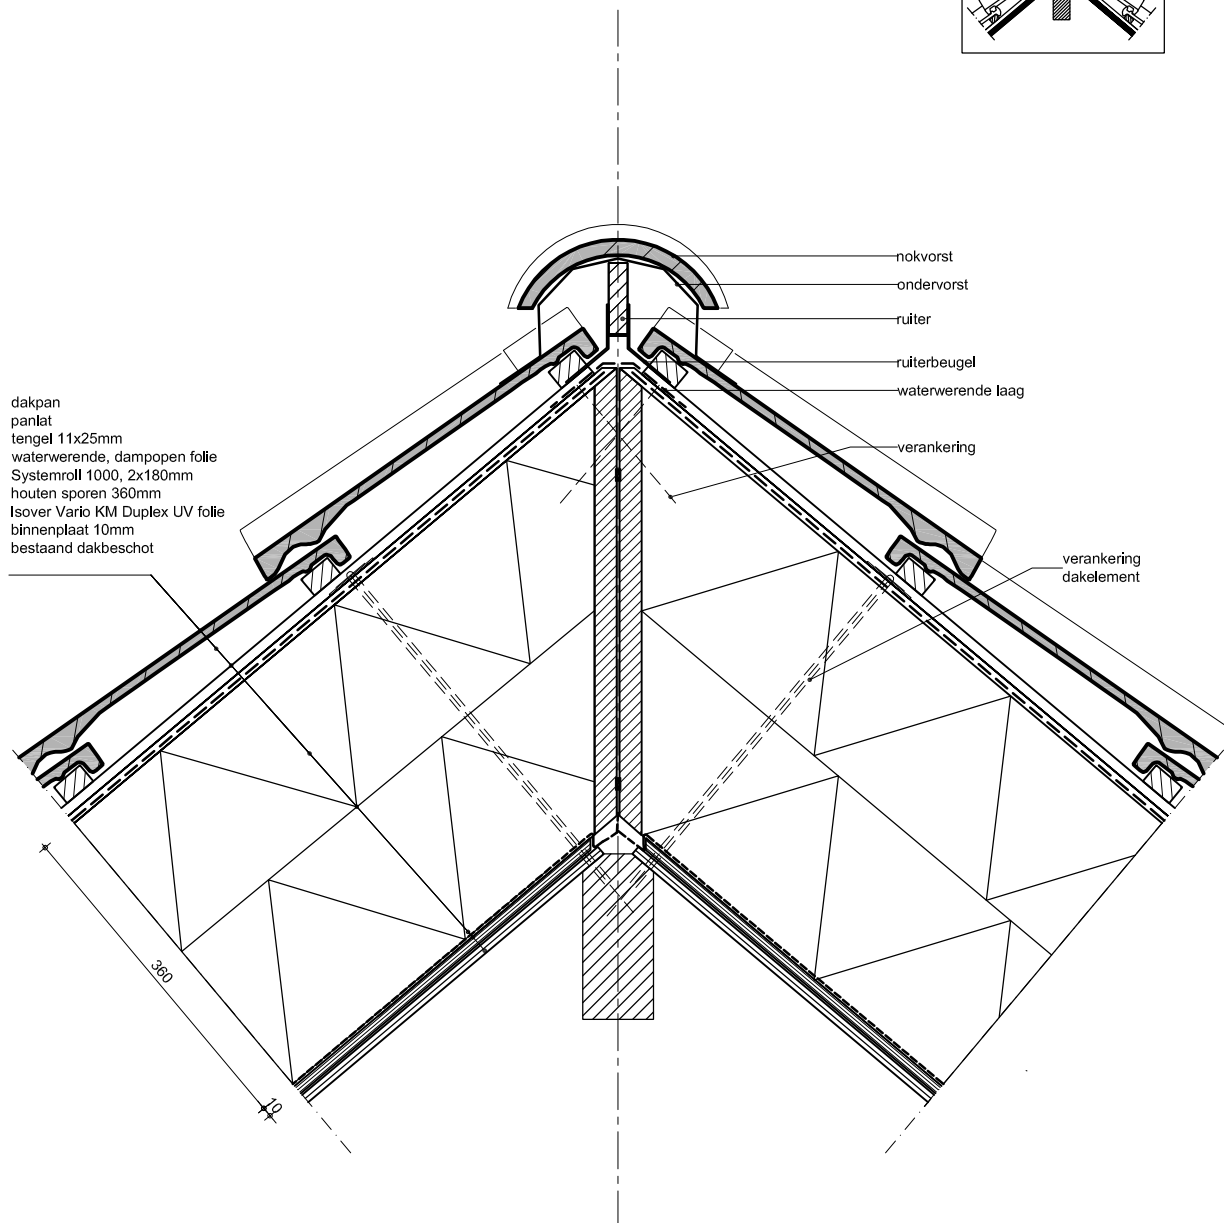 nokvorst
ondervorst
ruiter
ruiterbeugel
waterwerende laag
verankering
verankering
dakelement
dakpan
panlat
tengel 11x25mm
waterwerende, dampopen folie
Systemroll 1000, 2x180mm
houten sporen 360mm
Isover Vario KM Duplex UV folie
binnenplaat 10mm
bestaand dakbeschot
360
10